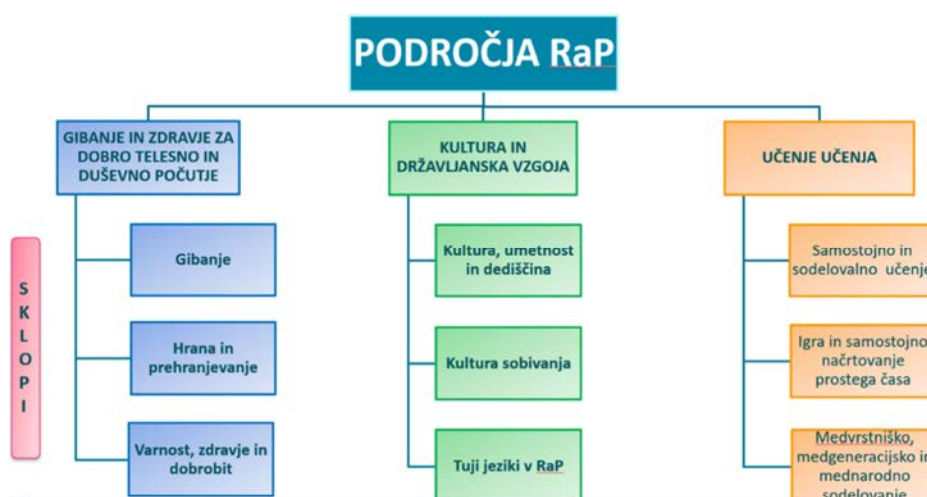 PODROČJA RaP
GIBANJE IN ZDRAVJE ZA
DOBRO TELESNO IN
DUŠEVNO POČUTJE
KULTURA IN
DRŽAVLJANSKA VZGOJA
UČENJE UČENJA
SKLOPI
Gibanje
Kultura, umetnost
in dediščina
Samostojno in
sodelovalno učenje
Hrana in
prehranjevanje
Kultura sobivanja
Igra in samostojno
načrtovanje
prostega časa
Varnost, zdravje in
dobrobit
Tuji jeziki v RaP
Medvrstniško,
medgeneracijsko in
mednarodno
sodelovanje